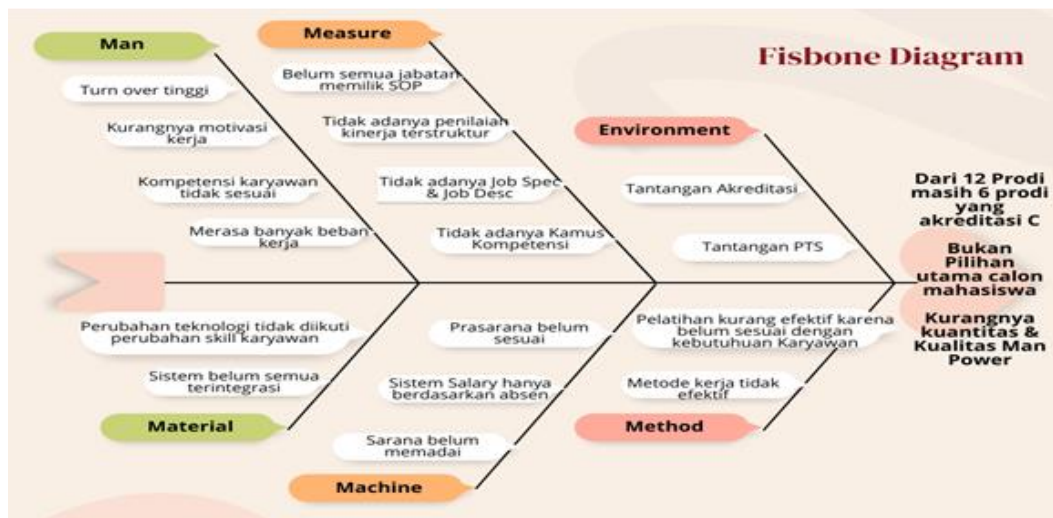 Fisbone Diagram
Man
Turn over tinggi
Kurangnya motivasi
kerja
Kompetensi karyawan
tidak sesuai
Merasa banyak beban
kerja
Measure
Belum semua jabatan
memilik SOP
Tidak adanya penilaian
kinerja terstruktur
Tidak adanya Job Spec
& Job Desc
Tidak adanya Kamus
Kompetensi
Environment
Tantangan Akreditasi
Tantangan PTS
Dari 12 Prodi
masih 6 prodi
yang
akreditasi C
Bukan
Pilihan
utama calon
mahasiswa
Kurangnya
kuantitas &
Kualitas Man
Power
Perubahan teknologi tidak diikuti
perubahan skill karyawan
Sistem belum semua
terintegrasi
Material
Prasarana belum
sesuai
Sistem Salary hanya
berdasarkan absen
Sarana belum
memadai
Machine
Pelatihan kurang efektif karena
belum sesuai dengan
kebutuhuan Karyawan
Metode kerja tidak
efektif
Method